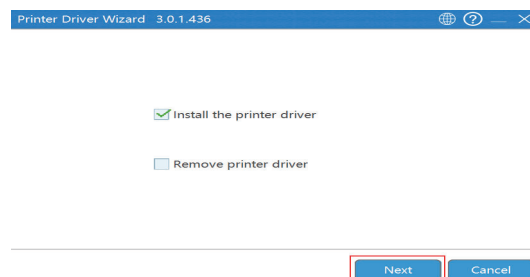 Printer Driver Wizard 3.0.1.436
Install the printer driver
Remove printer driver
Next
Cancel